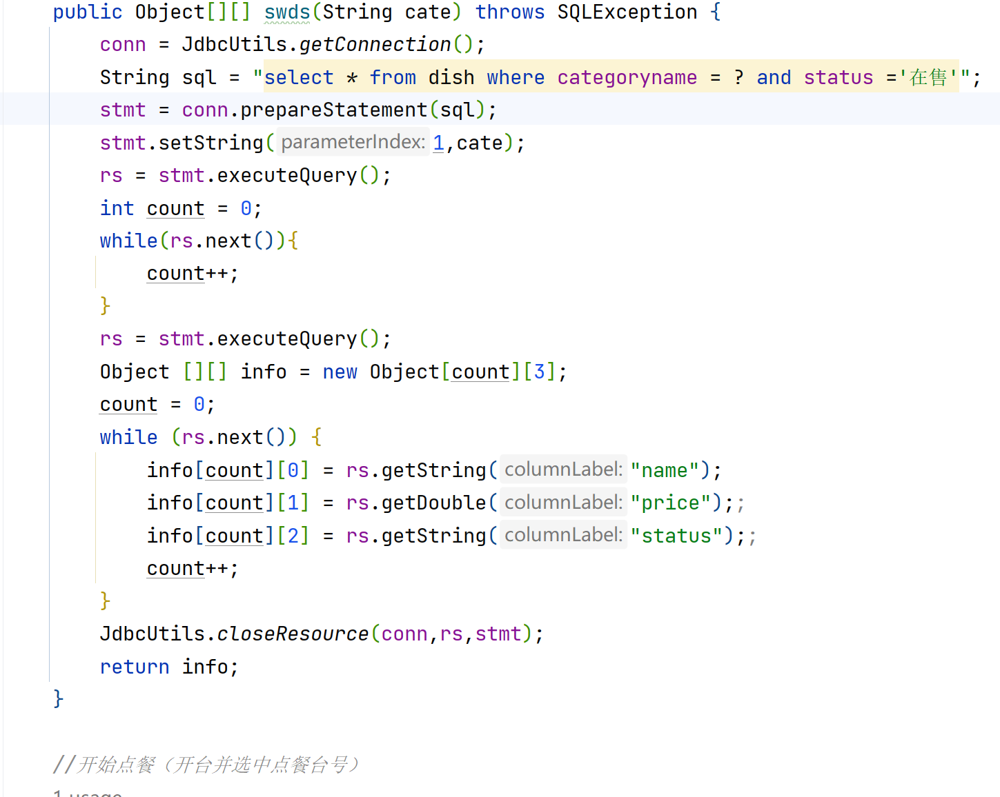 public Object[][] swds(String cate) throws SQLException {
conn = JdbcUtils.getConnection();
String sql = "select * from dish where categoryname = ? and status ='在售'";
stmt = conn.prepareStatement(sql);
stmt.setString( parameterIndex: 1,cate);
rs = stmt.executeQuery();
int count = 0;
while(rs.next()){
count++;
}
rs = stmt.executeQuery();
Object [][] info = new Object[count][3];
count = 0;
while (rs.next()) {
info[count][0] = rs.getString( columnLabel: "name");
info[count][1] = rs.getDouble( columnLabel: "price");;
info[count][2] = rs.getString( columnLabel: "status");;
count++;
}
JdbcUtils.closeResource(conn,rs,stmt);
return info;
}
//开始点餐（开台并选中点餐台号）
1 usage